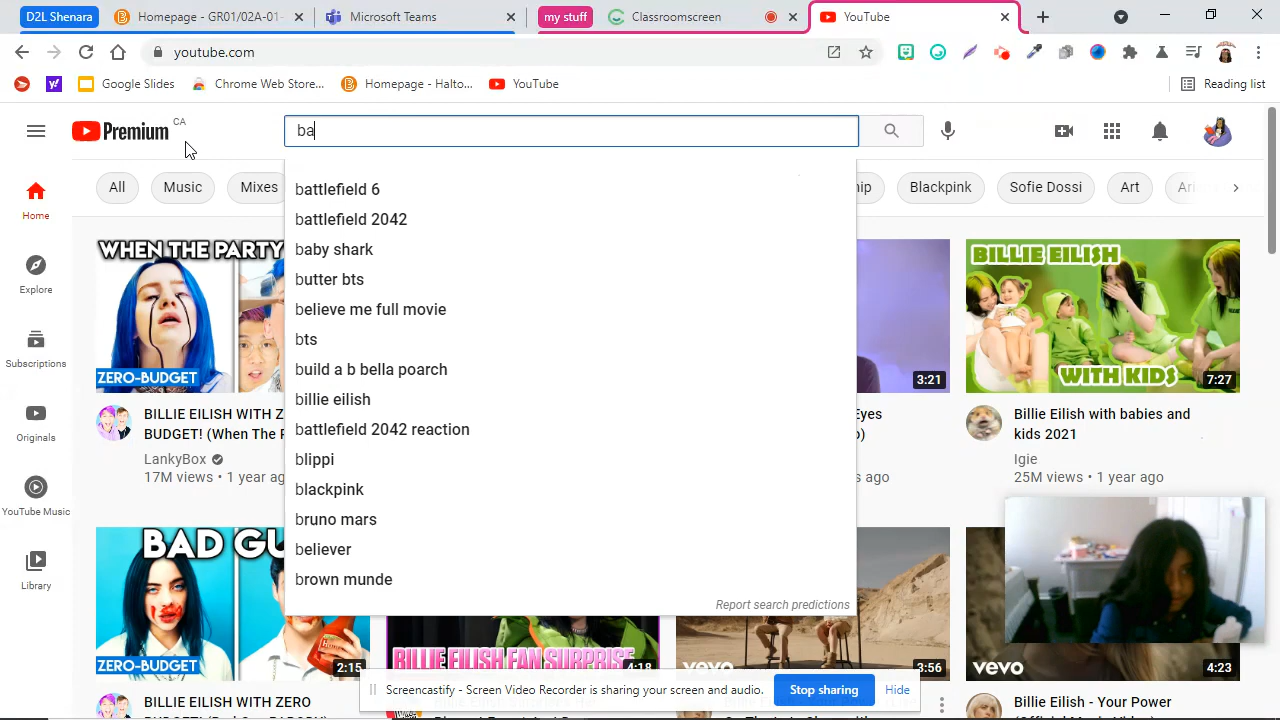 D2L Shenara
Homepage - GR01/02A-01-
Microsoft Teams
my stuff
Classroomscreen
YouTube
youtube.com
Google Slides
Chrome Web Store...
Homepage - Halto...
YouTube
Reading list
Premium CA
ba
All
Music
Mixes
Blackpink
Sofie Dossi
Art
battlefield 6
battlefield 2042
baby shark
butter bts
believe me full movie
bts
build a b bella poarch
billie eilish
battlefield 2042 reaction
blippi
blackpink
bruno mars
believer
brown munde
Report search predictions
Home
Explore
Subscriptions
Originals
YouTube Music
Library
WHEN THE PARTY
ZERO-BUDGET
BILLIE EILISH WITH Z
BUDGET! (When The P
LankyBox
17M views • 1 year ag
3:21
Eyes
s ago
BILLIE EILISH
WITH KIDS
7:27
Billie Eilish with babies and
kids 2021
Igie
25M views • 1 year ago
BAD GU
ZERO-BUDGET
2:15
BILLIE EILISH WITH ZERO
BILLIE EILISH FAN SURPRISE
4:18
vevo
3:56
vevo
4:23
Billie Eilish - Your Power
Screencastify - Screen Video Recorder is sharing your screen and audio.
Stop sharing
Hide